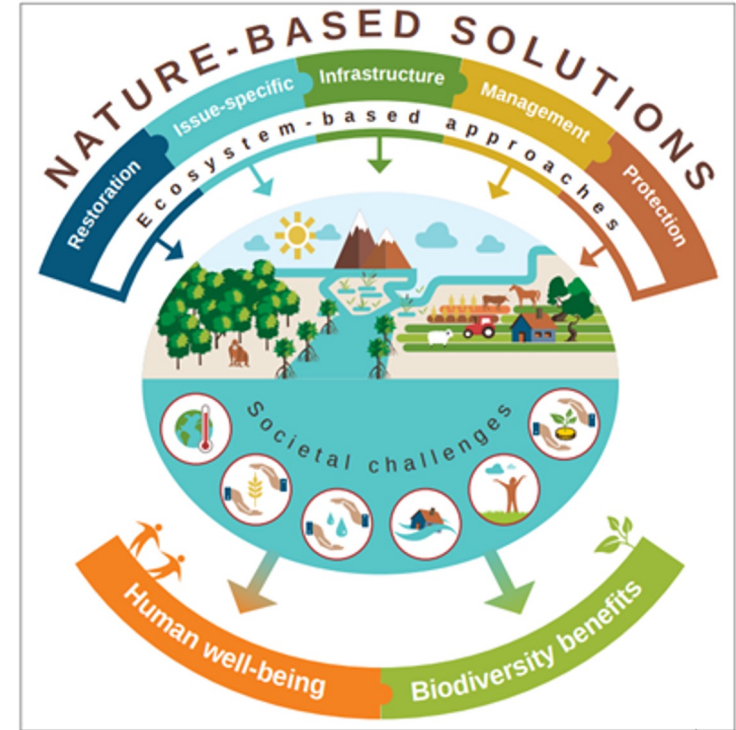 NATURE-BASED SOLUTIONS
Restoration
Issue-specific
Infrastructure
Management
Protection
Ecosystem-based approaches
Societal challenges
Human well-being
Biodiversity benefits